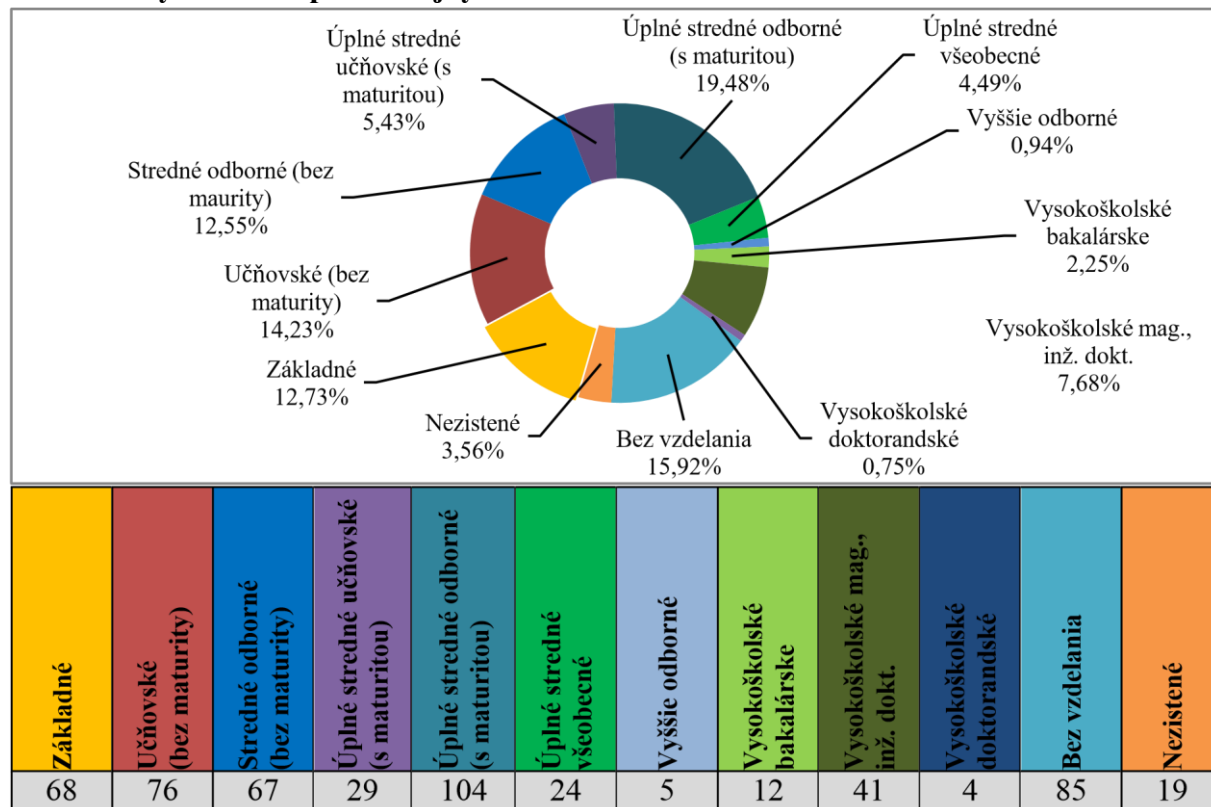 Úplné stredné
učňovské (s
maturitou)
5,43%
Úplné stredné odborné
(s maturitou)
19,48%
Úplné stredné
všeobecné
4,49%
Vyššie odborné
0,94%
Stredné odborné (bez
maurity)
12,55%
Vysokoškolské
bakalárske
2,25%
Učňovské (bez
maturity)
14,23%
Vysokoškolské mag.,
inž. dokt.
7,68%
Základné
12,73%
Nezistené
3,56%
Bez vzdelania
15,92%
Vysokoškolské
doktorandské
0,75%
Základné
Učňovské
(bez maturity)
Stredné odborné
(bez maturity)
Úplné stredné učňovské
(s maturitou)
Úplné stredné odborné
(s maturitou)
Úplné stredné
všeobecné
Vyššie odborné
Vysokoškolské
bakalárske
Vysokoškolské mag.,
inž. dokt.
Vysokoškolské
doktorandské
Bez vzdelania
Nezistené
68 76 67 29 104 24 5 12 41 4 85 19